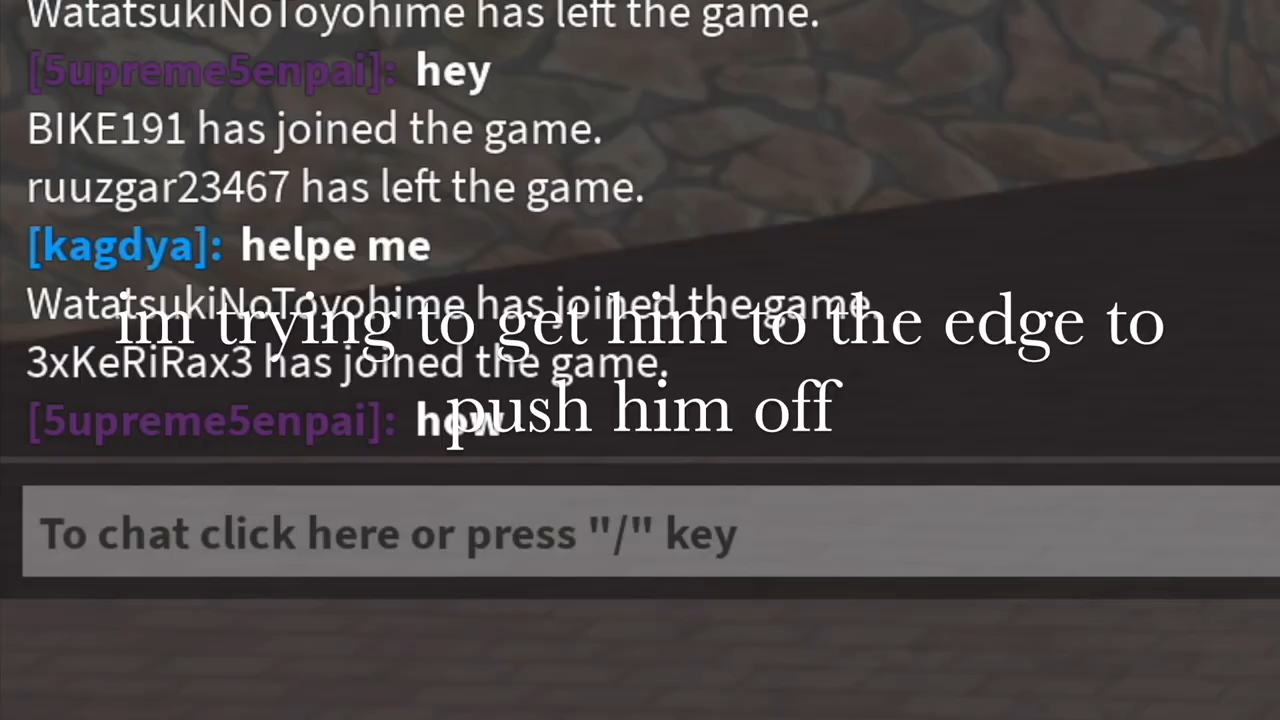 WatatsukiNoToyohime has left the game.
[5upreme5enpai]: hey
BIKE191 has joined the game.
ruuzgar23467 has left the game.
[kagdya]: helpe me
WatatsukiNoToyohime has joined the game.
im trying to get him to the edge to
3xKeRiRax3 has joined the game.
[5upreme5enpai]: how
push him off
To chat click here or press "/" key